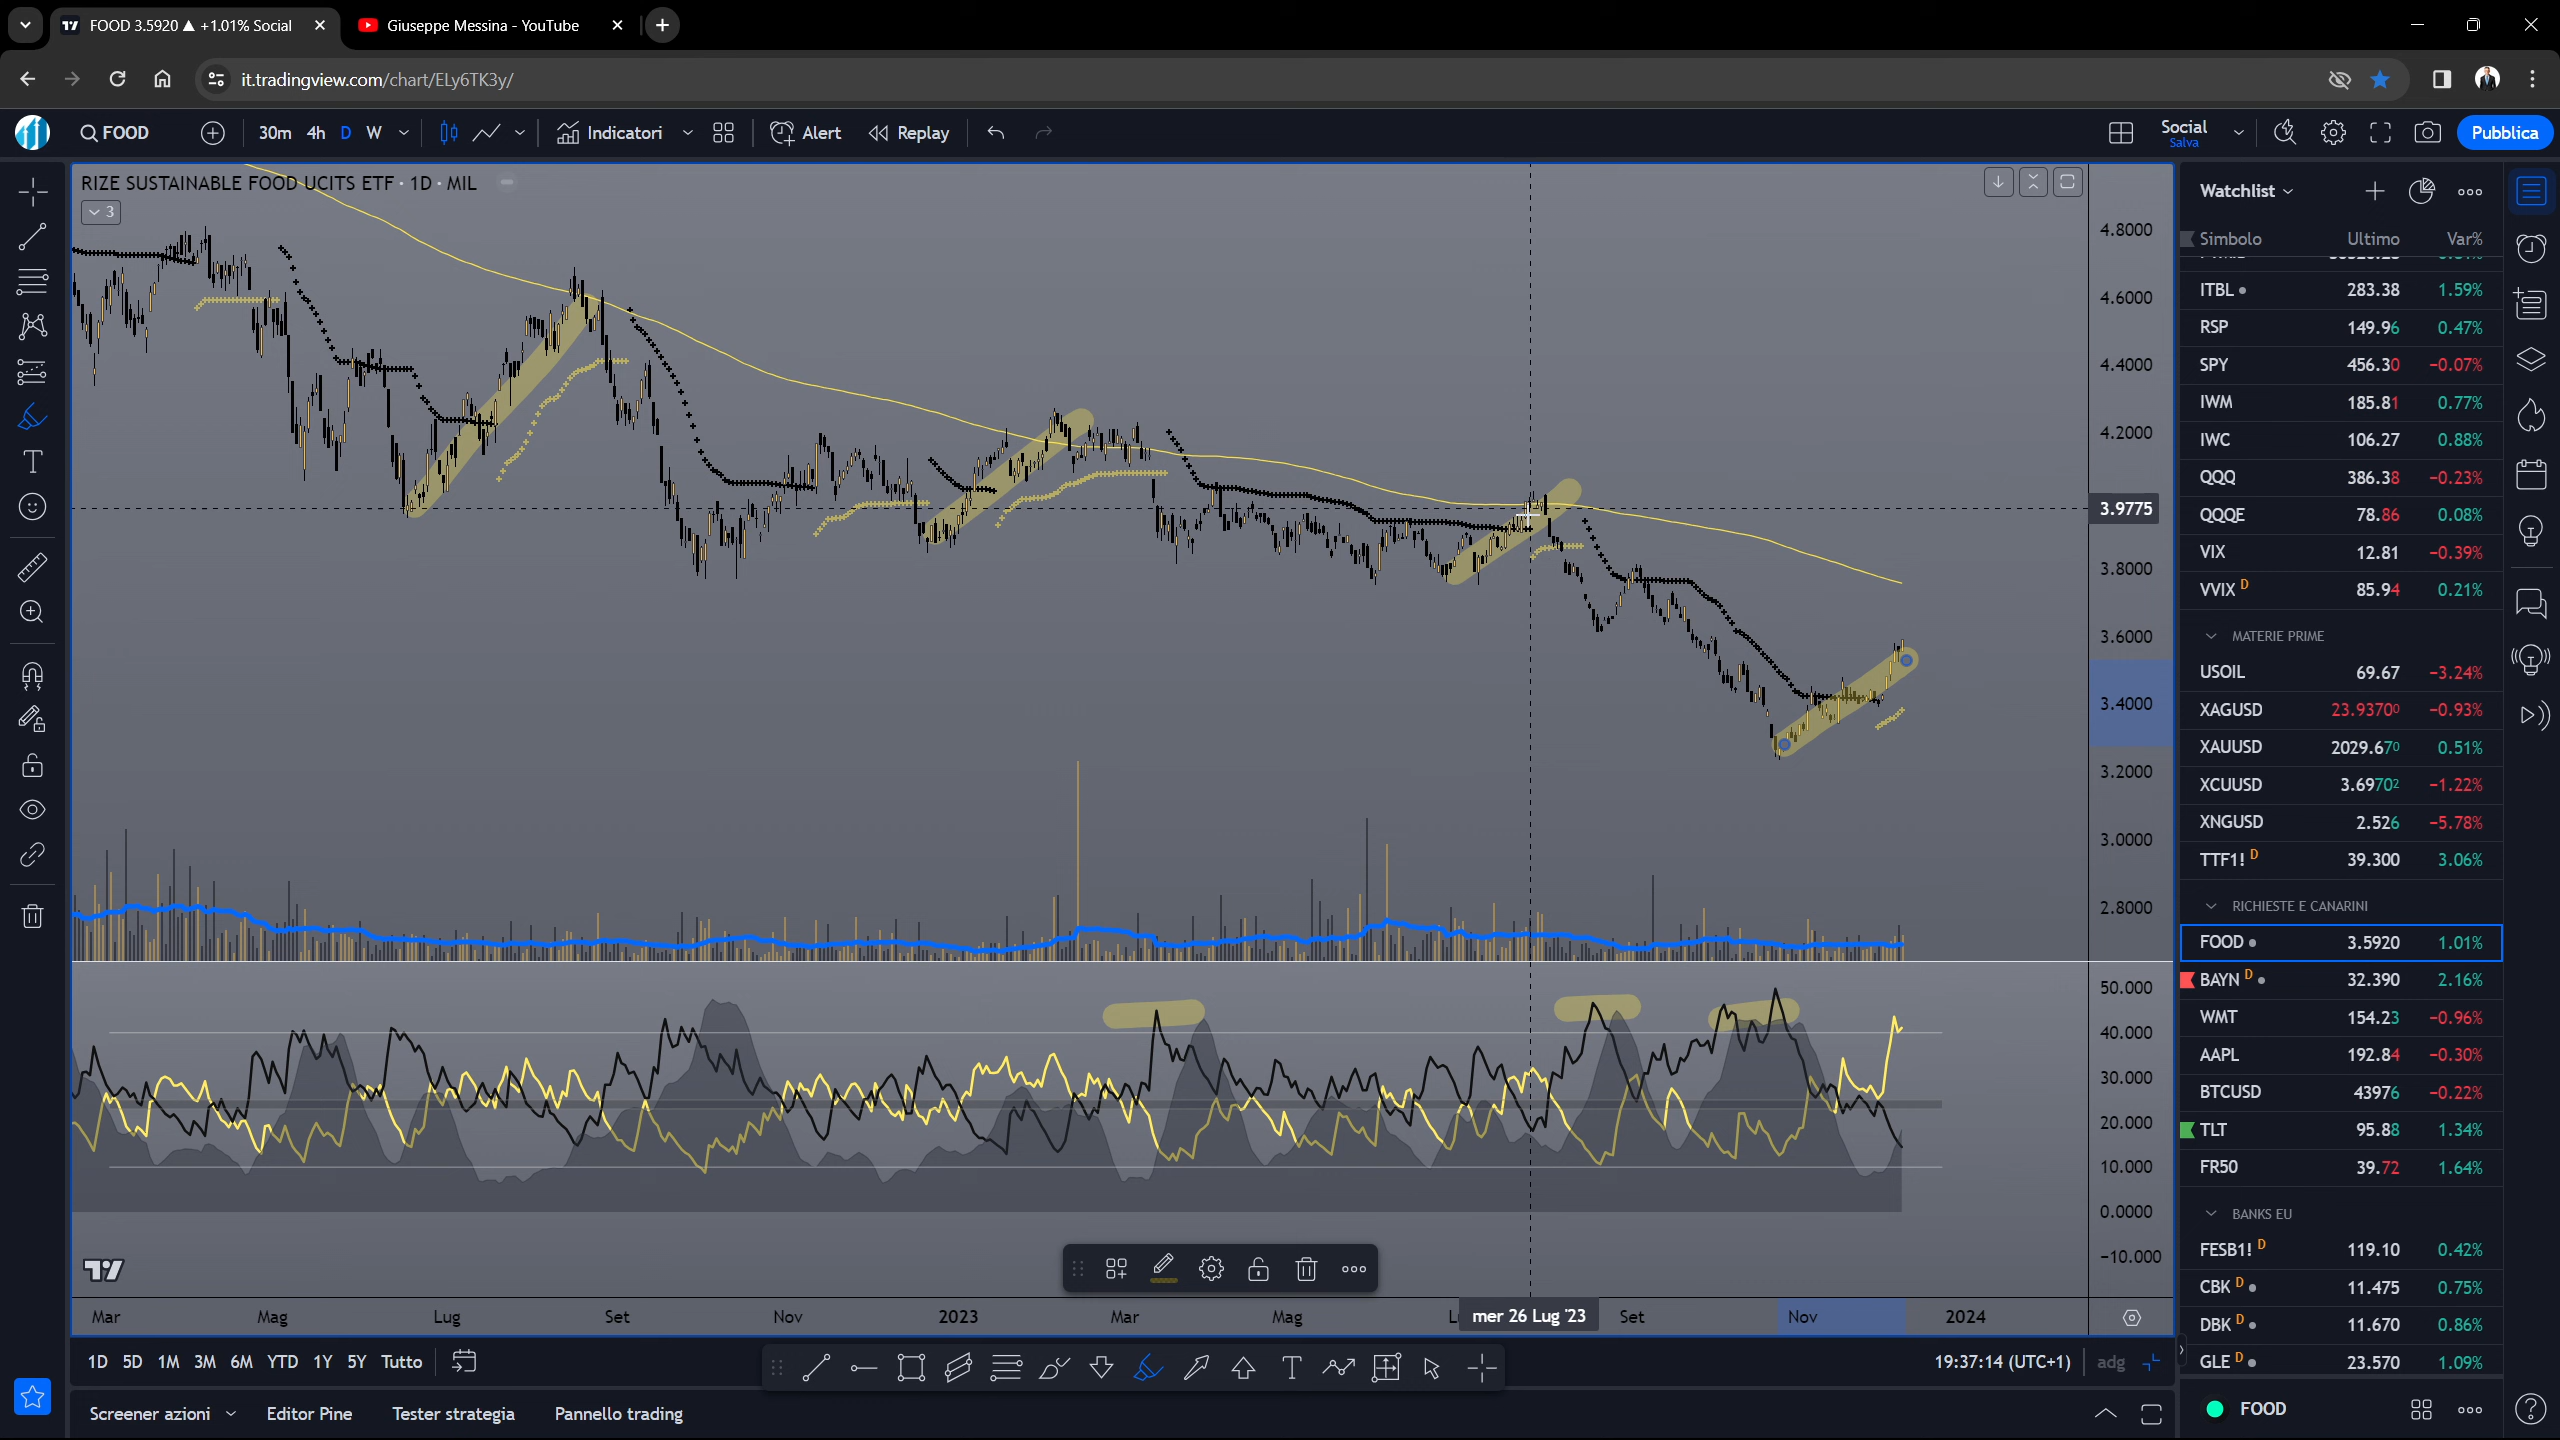 FOOD 3.5920 ▲ +1.01% Social
Giuseppe Messina - YouTube
it.tradingview.com/chart/ELy6TK3y/
FOOD
30m 4h D W
Indicatori
Alert
Replay
Social
Salva
Pubblica
RIZE SUSTAINABLE FOOD UCITS ETF · 1D · MIL
3
4.8000
4.6000
4.4000
4.2000
3.9775
3.8000
3.6000
3.4000
3.2000
3.0000
2.8000
50.000
40.000
30.000
20.000
10.000
0.0000
-10.000
Mar Mag Lug Set Nov 2023 Mar Mag mer 26 Lug '23 Set Nov 2024
1D 5D 1M 3M 6M YTD 1Y 5Y Tutto
19:37:14 (UTC+1) adg
Screener azioni Editor Pine Tester strategia Pannello trading
Watchlist
Simbolo Ultimo Var%
ITBL 283.38 1.59%
RSP 149.96 0.47%
SPY 456.30 -0.07%
IWM 185.81 0.77%
IWC 106.27 0.88%
QQQ 386.38 -0.23%
QQQE 78.86 0.08%
VIX 12.81 -0.39%
VVIX D 85.94 0.21%
MATERIE PRIME
USOIL 69.67 -3.24%
XAGUSD 23.93700 -0.93%
XAUUSD 2029.670 0.51%
XCUUSD 3.69702 -1.22%
XNGUSD 2.526 -5.78%
TTF1! D 39.300 3.06%
RICHIESTE E CANARINI
FOOD 3.5920 1.01%
BAYN D 32.390 2.16%
WMT 154.23 -0.96%
AAPL 192.84 -0.30%
BTCUSD 43976 -0.22%
TLT 95.88 1.34%
FR50 39.72 1.64%
BANKS EU
FESB1! D 119.10 0.42%
CBK D 11.475 0.75%
DBK D 11.670 0.86%
GLE D 23.570 1.09%
FOOD